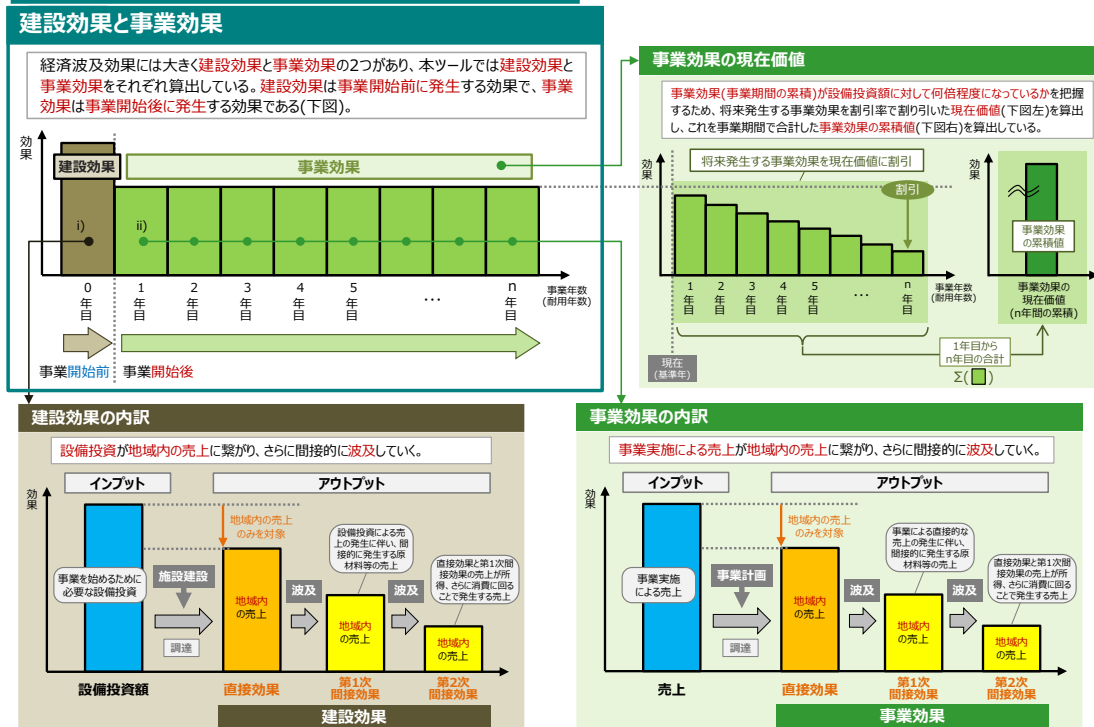 建設効果と事業効果
経済波及効果には大きく建設効果と事業効果の2つがあり、本ツールでは建設効果と
事業効果をそれぞれ算出している。建設効果は事業開始前に発生する効果で、事業
効果は事業開始後に発生する効果である(下図)。
効果
建設効果
事業効果
i)
ii)
0年目
1年目
2年目
3年目
4年目
5年目
…
n年目
事業年数
(耐用年数)
事業開始前
事業開始後
事業効果の現在価値
事業効果(事業期間の累積)が設備投資額に対して何倍程度になっているかを把握
するため、将来発生する事業効果を割引率で割り引いた現在価値(下図左)を算出
し、これを事業期間で合計した事業効果の累積値(下図右)を算出している。
効果
将来発生する事業効果を現在価値に割引
割引
1年目
2年目
3年目
4年目
5年目
…
n年目
事業年数
(耐用年数)
現在
(基準年)
効果
事業効果
の累積値
事業効果の
現在価値
(n年間の累積)
1年目から
n年目の合計
Σ( )
建設効果の内訳
設備投資が地域内の売上に繋がり、さらに間接的に波及していく。
インプット
アウトプット
効果
事業を始めるために
必要な設備投資
施設建設
調達
地域内の売上
のみを対象
地域内
の売上
波及
設備投資による売
上の発生に伴い、間
接的に発生する原
材料等の売上
地域内
の売上
波及
直接効果と第1次間
接効果の売上が所
得、さらに消費に回る
ことで発生する売上
地域内
の売上
設備投資額
直接効果
第1次
間接効果
第2次
間接効果
建設効果
事業効果の内訳
事業実施による売上が地域内の売上に繋がり、さらに間接的に波及していく。
インプット
アウトプット
効果
事業実施
による売上
事業計画
調達
地域内の売上
のみを対象
地域内
の売上
波及
事業による直接的な
売上の発生に伴い、
間接的に発生する原
材料等の売上
地域内
の売上
波及
直接効果と第1次間
接効果の売上が所
得、さらに消費に回る
ことで発生する売上
地域内
の売上
売上
直接効果
第1次
間接効果
第2次
間接効果
事業効果